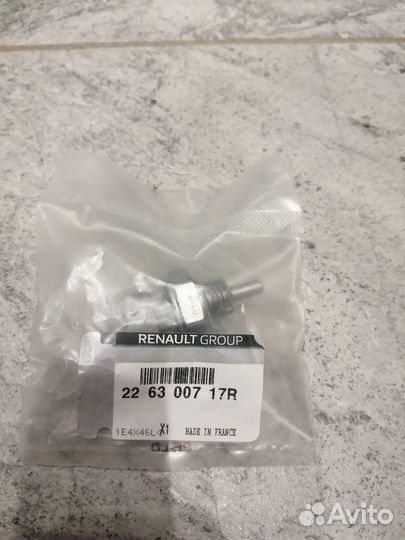 RENAULT GROUP
22 63 007 17R
1E4X46L X1 MADE IN FRANCE
Avito